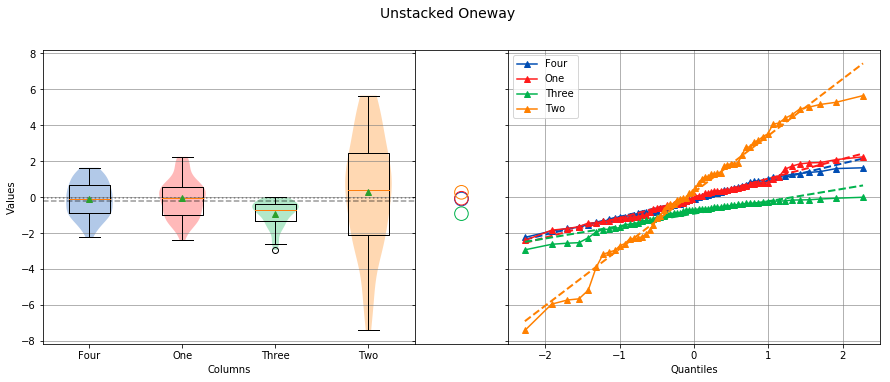 Unstacked Oneway
Values
8
6
4
2
0
−2
−4
−6
−8
Four
One
Three
Two
Columns
Four
One
Three
Two
−2
−1
0
1
2
Quantiles